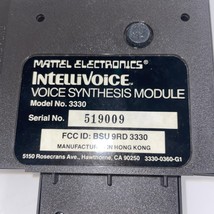 MATTEL ELECTRONICS®
INTELLIVOICE™
VOICE SYNTHESIS MODULE
Model No. 3330
Serial No. 519009
FCC ID: BSU 9RD 3330
MANUFACTURED IN HONG KONG
5150 Rosecrans Ave., Hawthorne, CA 90250 3330-0360-G1